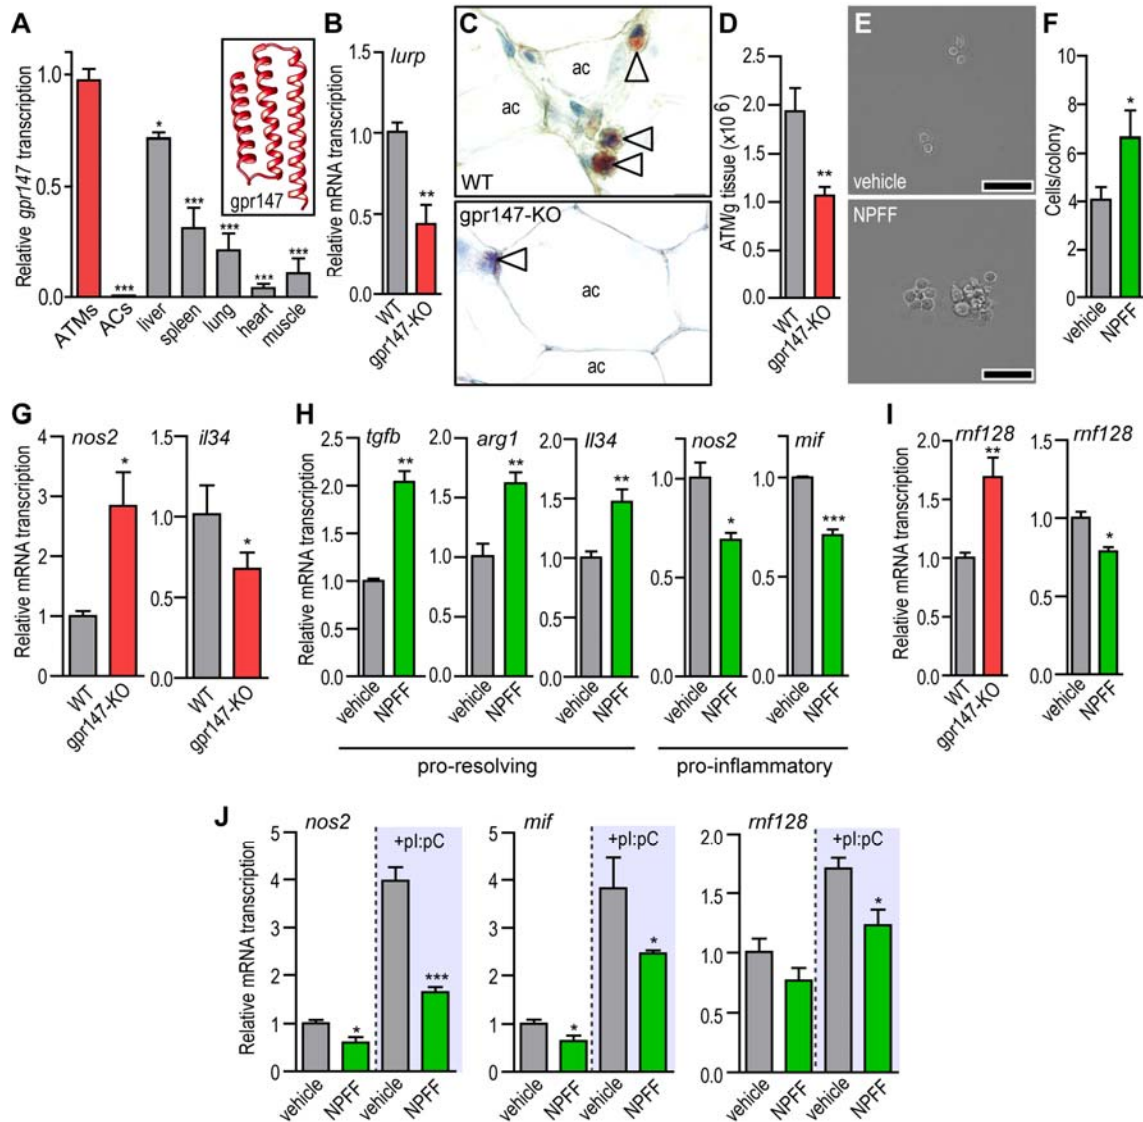 A
Relative gpr147 transcription
1.0
0.5
0.0
*
***
***
***
***
***
gpr147
ATMs
ACs
liver
spleen
lung
heart
muscle
B
lurp
Relative mRNA transcription
1.5
1.0
0.5
0.0
**
WT
gpr147-KO
C
ac
ac
WT
gpr147-KO
ac
ac
D
ATM/g tissue (x10 6)
2.5
2.0
1.5
1.0
0.5
0.0
**
WT
gpr147-KO
E
vehicle
NPFF
F
Cells/colony
10
8
6
4
2
0
*
vehicle
NPFF
G
Relative mRNA transcription
nos2
4
3
2
1
0
*
WT
gpr147-KO
il34
1.5
1.0
0.5
0.0
*
WT
gpr147-KO
H
Relative mRNA transcription
tgfb
2.5
2.0
1.5
1.0
0.5
0.0
**
vehicle
NPFF
arg1
2.0
1.5
1.0
0.5
0.0
**
vehicle
NPFF
Il34
2.0
1.5
1.0
0.5
0.0
**
vehicle
NPFF
nos2
1.0
0.5
0.0
*
vehicle
NPFF
mif
1.0
0.5
0.0
***
vehicle
NPFF
pro-resolving
pro-inflammatory
I
Relative mRNA transcription
rnf128
2.0
1.5
1.0
0.5
0.0
**
WT
gpr147-KO
rnf128
1.5
1.0
0.5
0.0
*
vehicle
NPFF
J
Relative mRNA transcription
nos2
5
4
3
2
1
0
+pI:pC
*
***
vehicle
NPFF
vehicle
NPFF
mif
5
4
3
2
1
0
+pI:pC
*
*
vehicle
NPFF
vehicle
NPFF
rnf128
2.0
1.5
1.0
0.5
0.0
+pI:pC
*
vehicle
NPFF
vehicle
NPFF